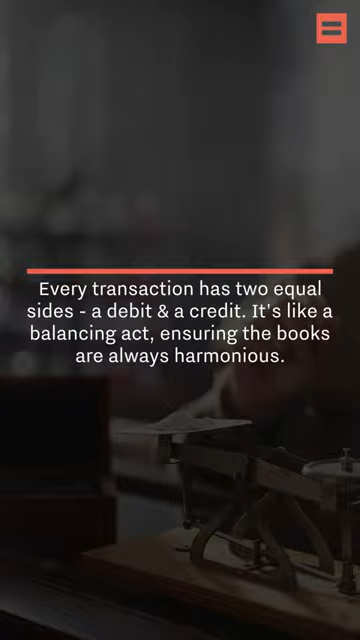 Every transaction has two equal
sides - a debit & a credit. It's like a
balancing act, ensuring the books
are always harmonious.